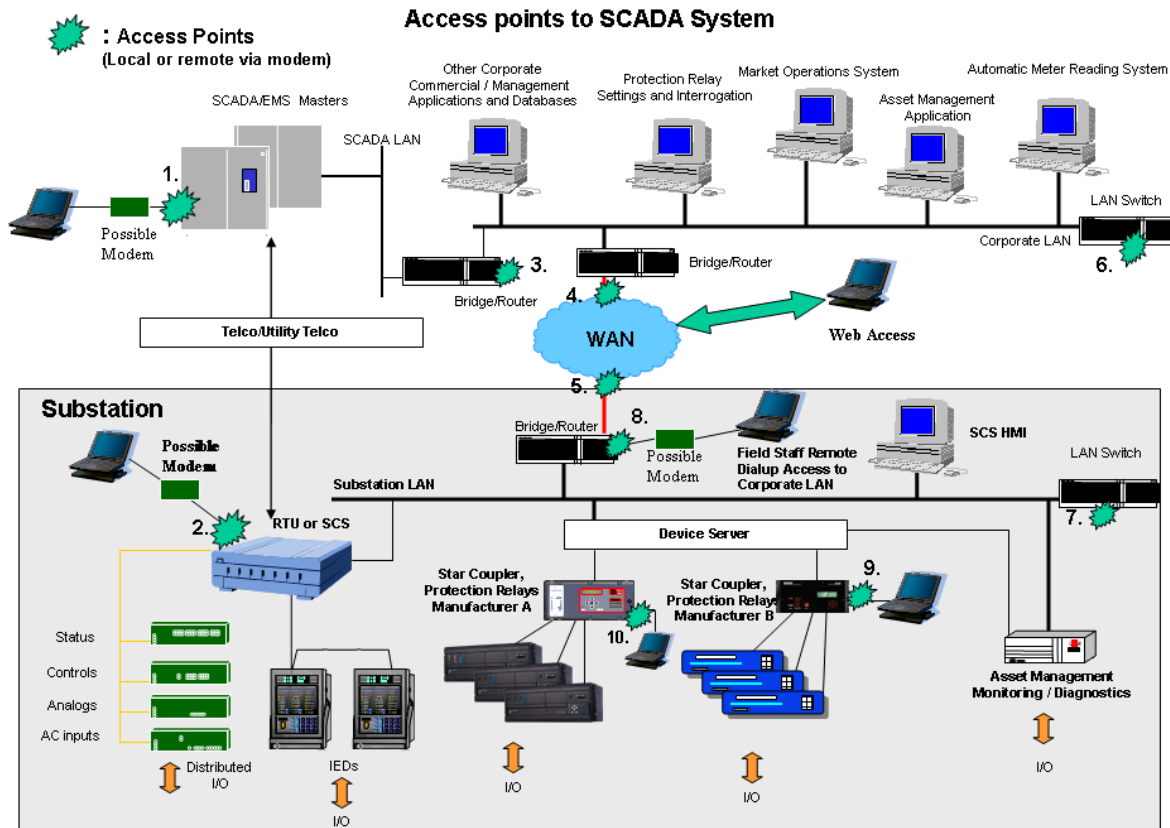 Access points to SCADA System
: Access Points
(Local or remote via modem)
Other Corporate
Commercial / Management
Applications and Databases
Protection Relay
Settings and Interrogation
Market Operations System
Asset Management
Application
Automatic Meter Reading System
SCADA/EMS Masters
SCADA LAN
1.
Possible
Modem
LAN Switch
Corporate LAN
6.
3.
Bridge/Router
Bridge/Router
4.
WAN
Web Access
Telco/Utility Telco
5.
Substation
Possible
Modem
2.
RTU or SCS
Substation LAN
Bridge/Router
8.
Possible
Modem
Field Staff Remote
Dialup Access to
Corporate LAN
SCS HMI
LAN Switch
7.
Device Server
Star Coupler,
Protection Relays
Manufacturer A
10.
Star Coupler,
Protection Relays
Manufacturer B
9.
Asset Management
Monitoring / Diagnostics
Status
Controls
Analogs
AC inputs
Distributed
I/O
IEDs
I/O
I/O
I/O
I/O